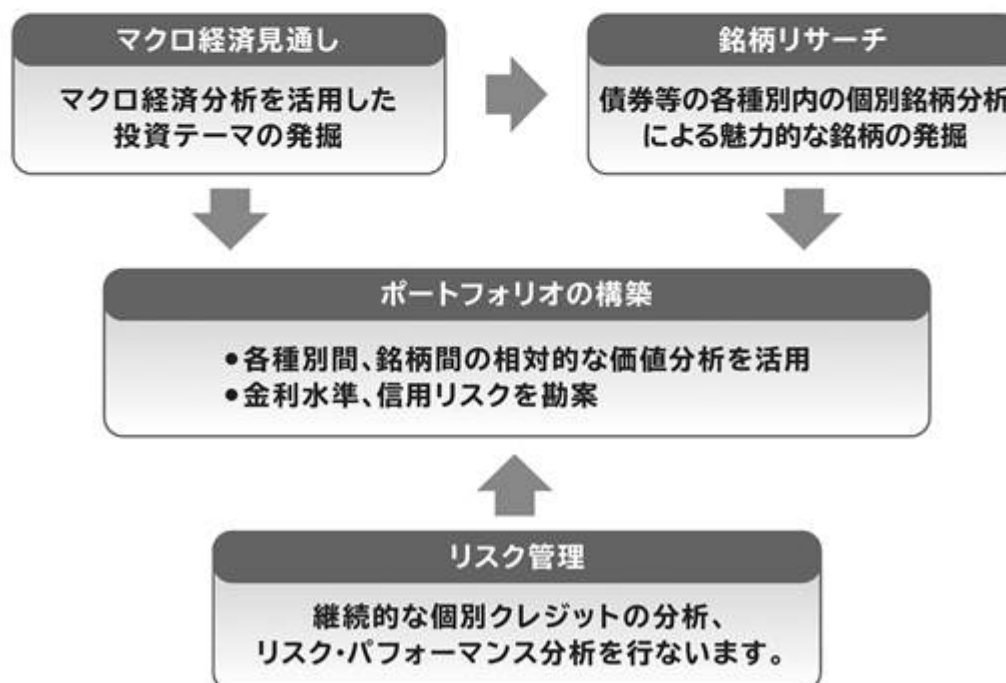 マクロ経済見通し
マクロ経済分析を活用した
投資テーマの発掘
銘柄リサーチ
債券等の各種別内の個別銘柄分析
による魅力的な銘柄の発掘
ポートフォリオの構築
●各種別間、銘柄間の相対的な価値分析を活用
●金利水準、信用リスクを勘案
リスク管理
継続的な個別クレジットの分析、
リスク・パフォーマンス分析を行ないます。